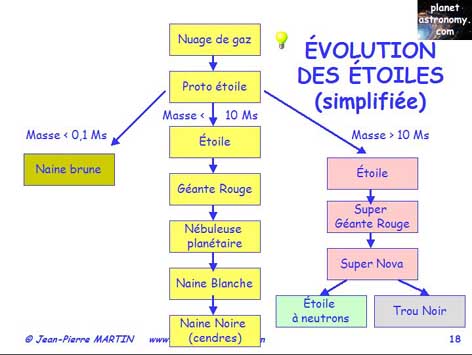 planet
astronomy.
com
ÉVOLUTION
DES ÉTOILES
(simplifiée)
Nuage de gaz
Proto étoile
Masse < 0,1 Ms
Masse < 10 Ms
Masse > 10 Ms
Naine brune
Étoile
Étoile
Géante Rouge
Super
Géante Rouge
Nébuleuse
planétaire
Super Nova
Naine Blanche
Étoile
à neutrons
Trou Noir
Naine Noire
(cendres)
© Jean-Pierre MARTIN
18